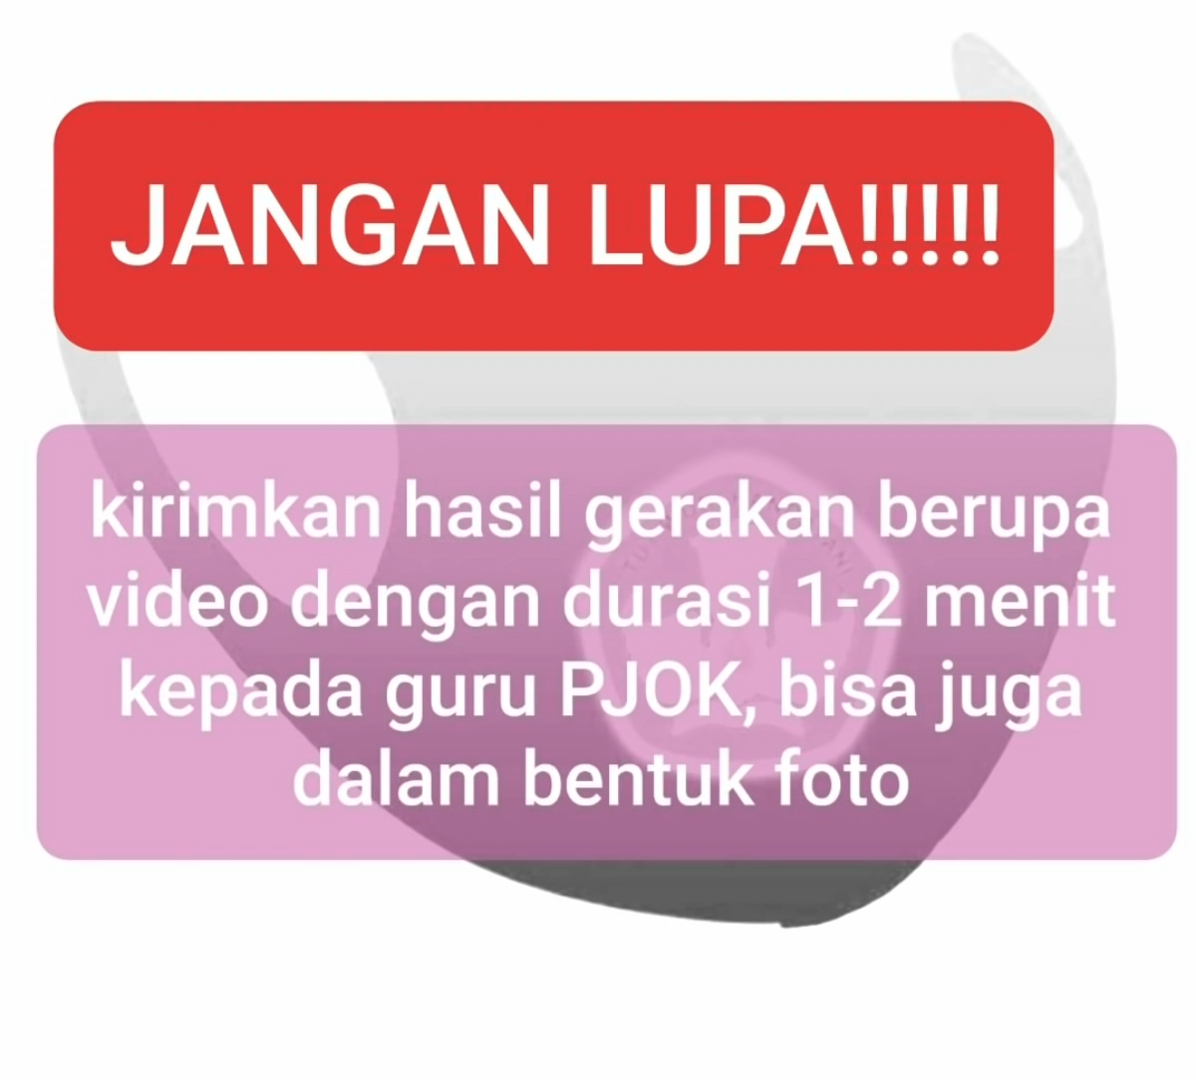 JANGAN LUPA!!!!!
kirimkan hasil gerakan berupa
video dengan durasi 1-2 menit
kepada guru PJOK, bisa juga
dalam bentuk foto